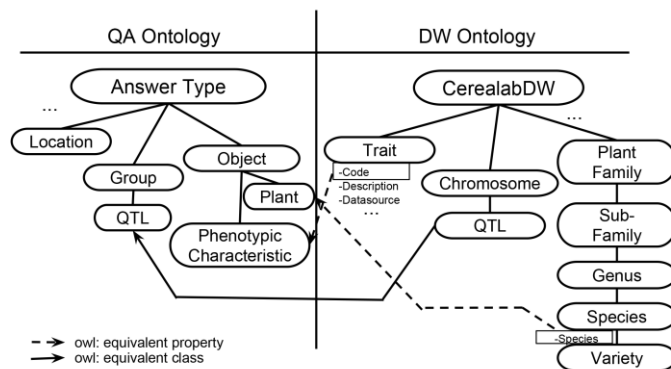 QA Ontology
DW Ontology
Answer Type
CerealabDW
...
...
Location
Object
Group
Plant
QTL
Phenotypic
Characteristic
Trait
-Code
-Description
-Datasource
...
Chromosome
QTL
Plant
Family
Sub-
Family
Genus
Species
-Species
Variety
owl: equivalent property
owl: equivalent class